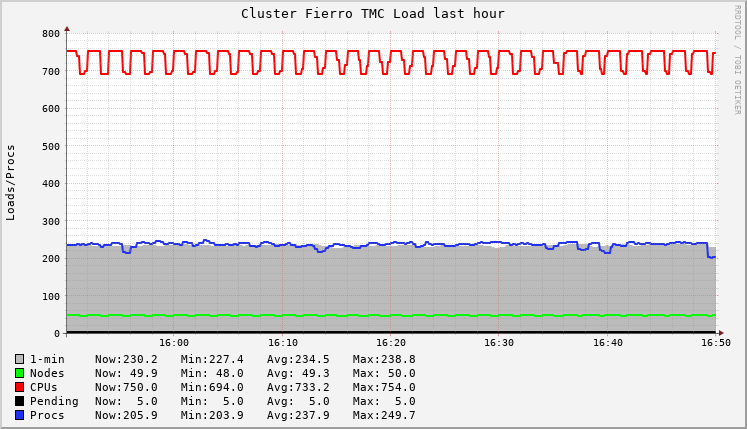 Cluster Fierro TMC Load last hour
RRDTOOL / TOBI OETIKER
Loads/Procs
800
700
600
500
400
300
200
100
0
16:00 16:10 16:20 16:30 16:40 16:50
1-min Now:230.2 Min:227.4 Avg:234.5 Max:238.8
Nodes Now: 49.9 Min: 48.0 Avg: 49.3 Max: 50.0
CPUs Now:750.0 Min:694.0 Avg:733.2 Max:754.0
Pending Now: 5.0 Min: 5.0 Avg: 5.0 Max: 5.0
Procs Now:205.9 Min:203.9 Avg:237.9 Max:249.7